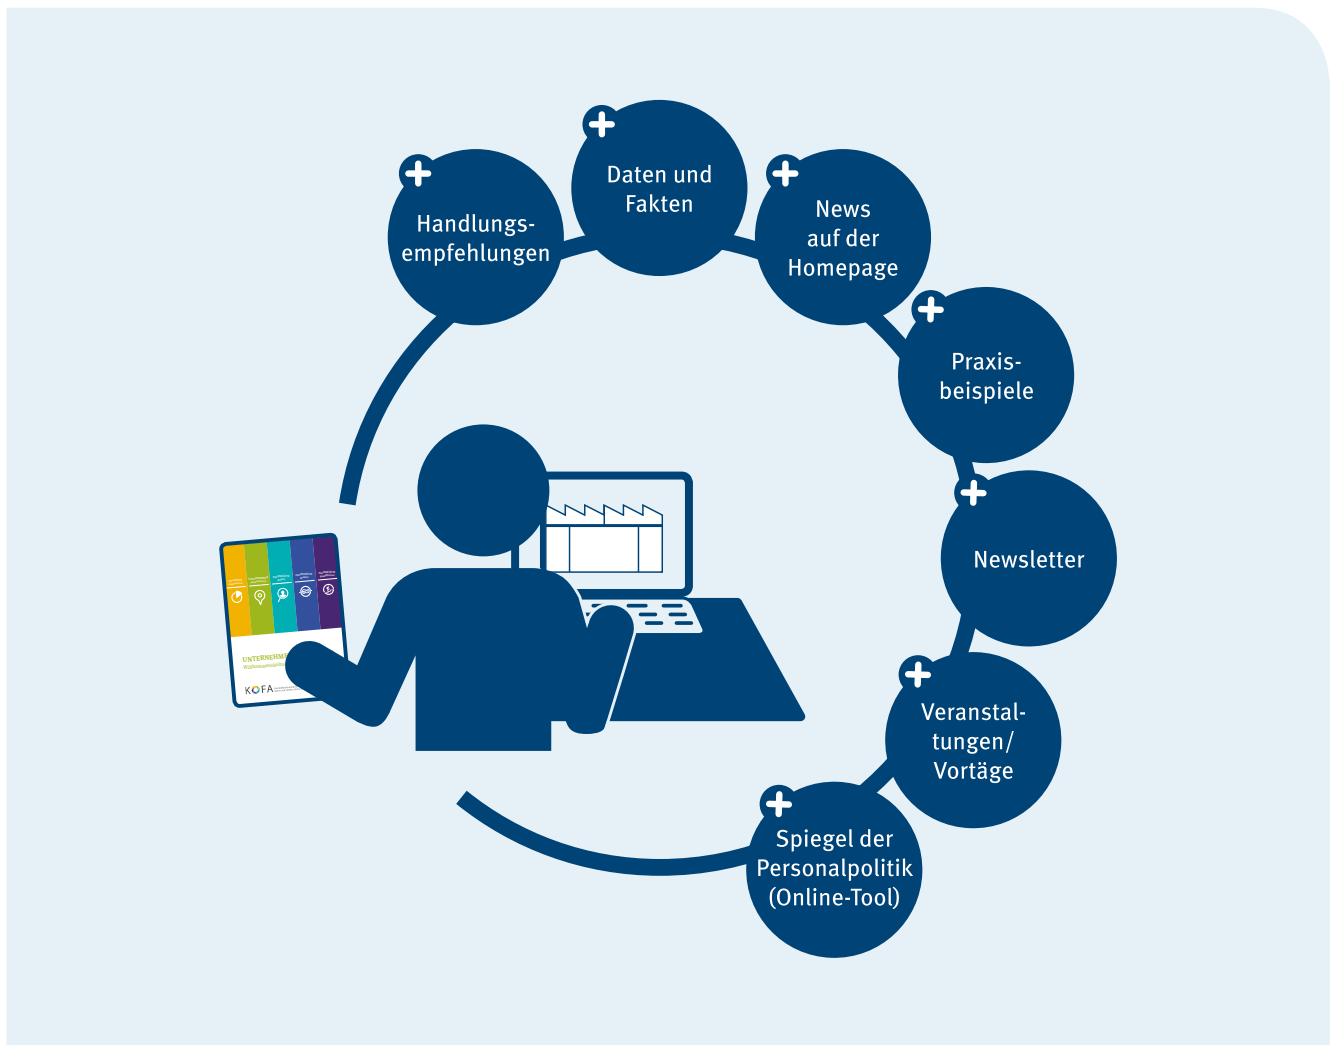 Handlungs-
empfehlungen
Daten und
Fakten
News
auf der
Homepage
Praxis-
beispiele
Newsletter
Veranstal-
tungen/
Vortäge
Spiegel der
Personalpolitik
(Online-Tool)
UNTERNEHME
KOFA